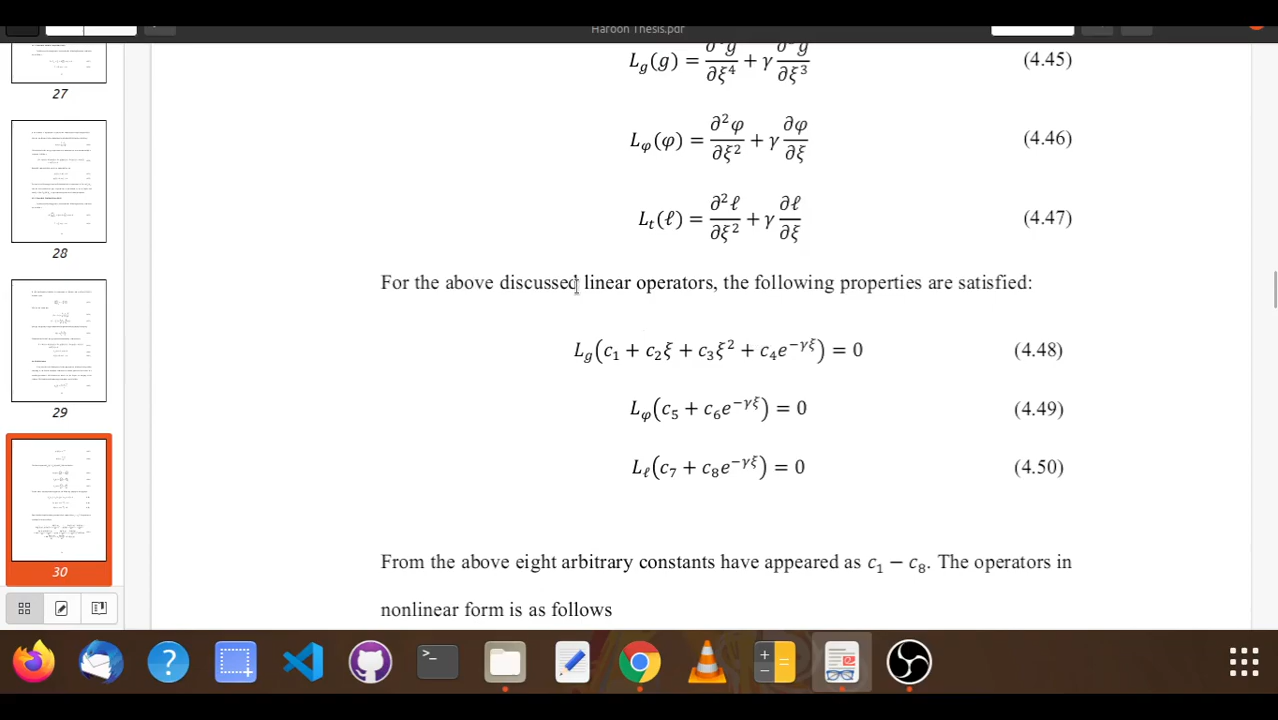 Haroon Thesis.pdf
L_g(g) = ∂⁴g/∂ξ⁴ + γ ∂³g/∂ξ³ (4.45)
L_φ(φ) = ∂²φ/∂ξ² + γ ∂φ/∂ξ (4.46)
L_t(ℓ) = ∂²ℓ/∂ξ² + γ ∂ℓ/∂ξ (4.47)
For the above discussed linear operators, the following properties are satisfied:
L_g(c₁ + c₂ξ + c₃ξ² + c₄e^{−γξ}) = 0 (4.48)
L_φ(c₅ + c₆e^{−γξ}) = 0 (4.49)
L_ℓ(c₇ + c₈e^{−γξ}) = 0 (4.50)
From the above eight arbitrary constants have appeared as c₁ − c₈. The operators in
nonlinear form is as follows
27
28
29
30